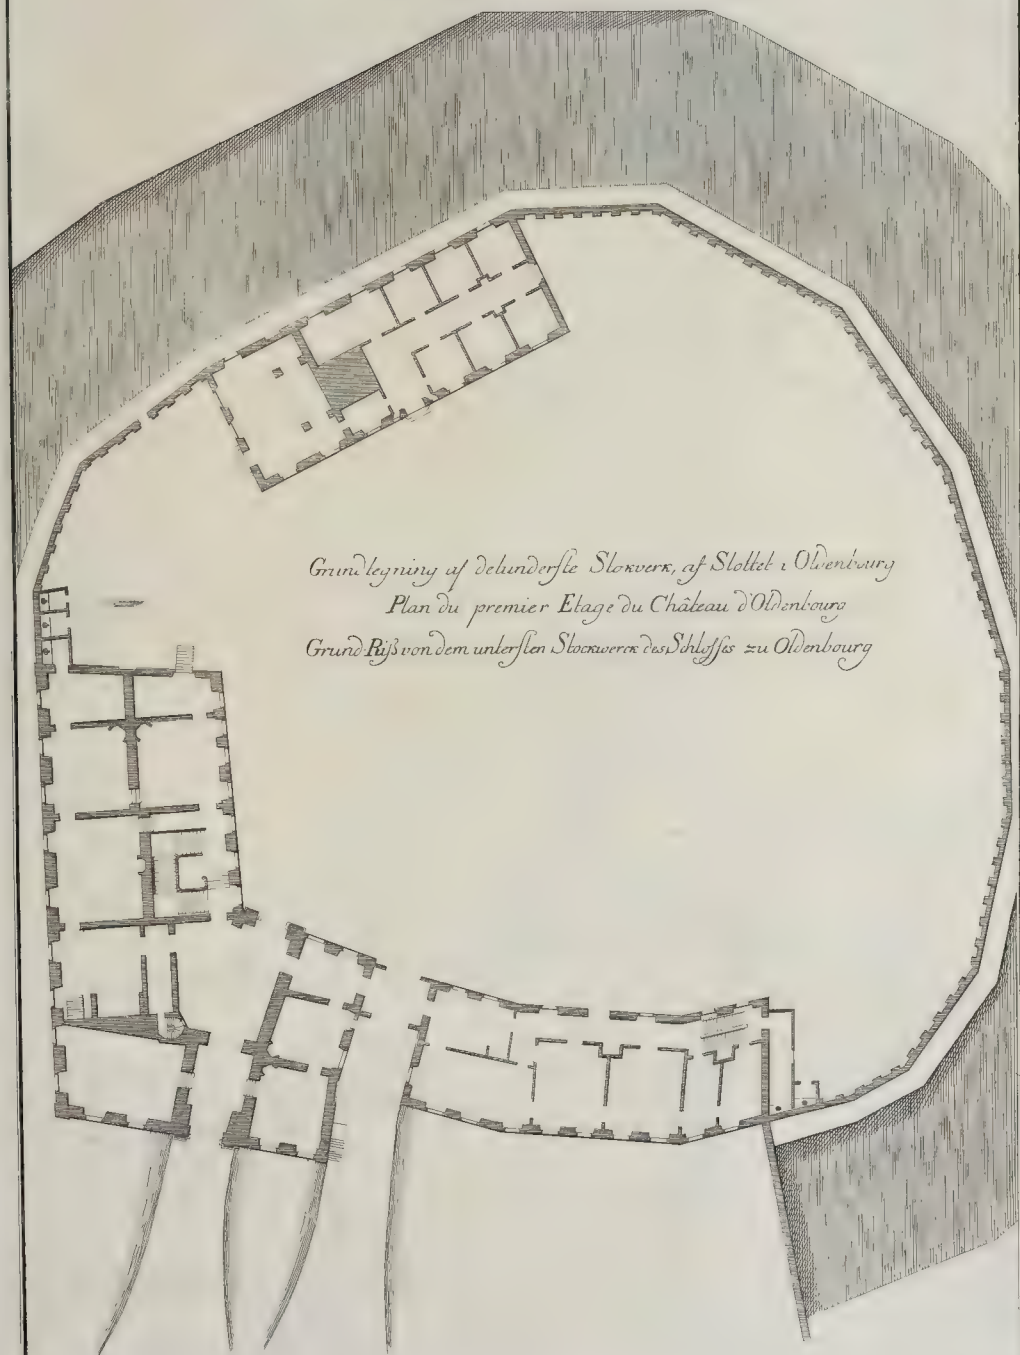 Grundlegning af detunderste Stokverk, af Slottet i Oldenbourg
Plan du premier Etage du Château d'Oldenbourg
Grund-Riß von dem untersten Stockwerck des Schlosses zu Oldenbourg